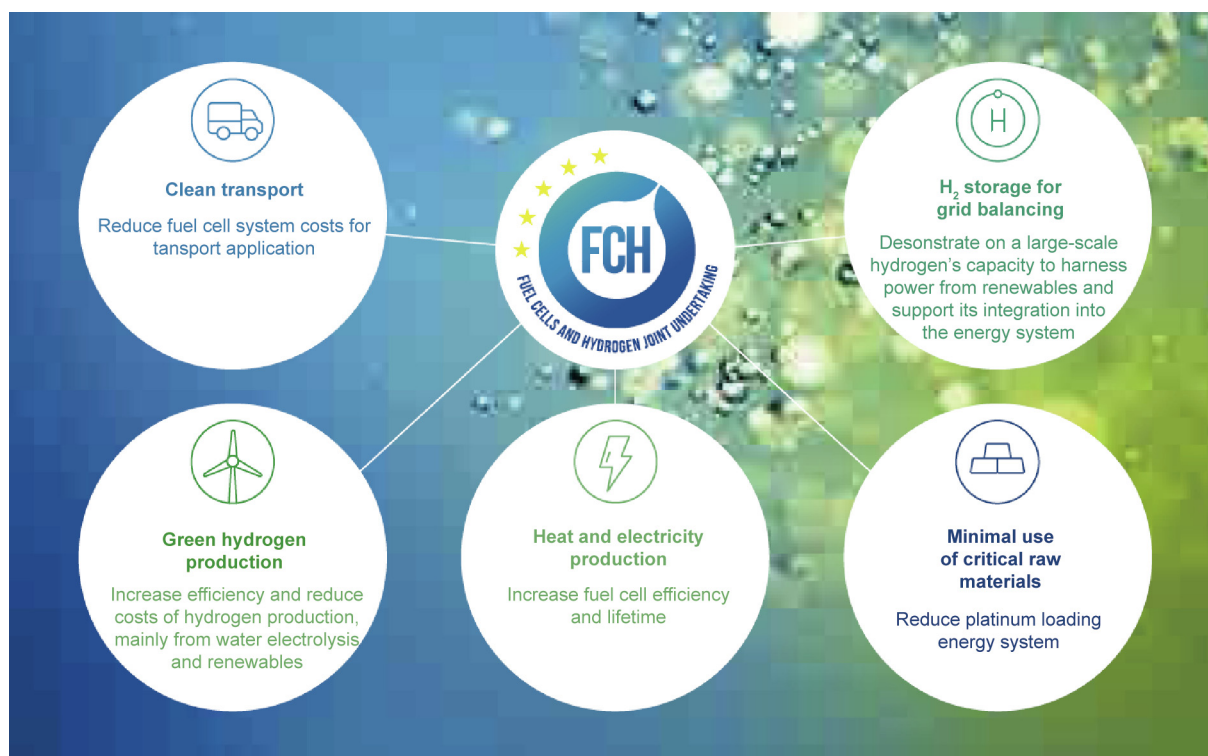 Clean transport
Reduce fuel cell system costs for
tansport application
FCH
FUEL CELLS AND HYDROGEN JOINT UNDERTAKING
H
H₂ storage for
grid balancing
Desonstrate on a large-scale
hydrogen's capacity to harness
power from renewables and
support its integration into
the energy system
Green hydrogen
production
Increase efficiency and reduce
costs of hydrogen production,
mainly from water electrolysis
and renewables
Heat and electricity
production
Increase fuel cell efficiency
and lifetime
Minimal use
of critical raw
materials
Reduce platinum loading
energy system